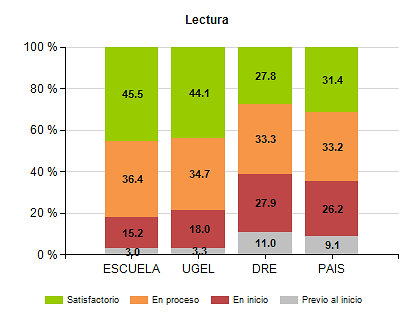 Lectura
100 %
80 %
60 %
40 %
20 %
0 %
45.5 44.1 27.8 31.4
36.4 34.7 33.3 33.2
15.2 18.0 27.9 26.2
3.0 3.3 11.0 9.1
ESCUELA UGEL DRE PAIS
Satisfactorio En proceso En inicio Previo al inicio